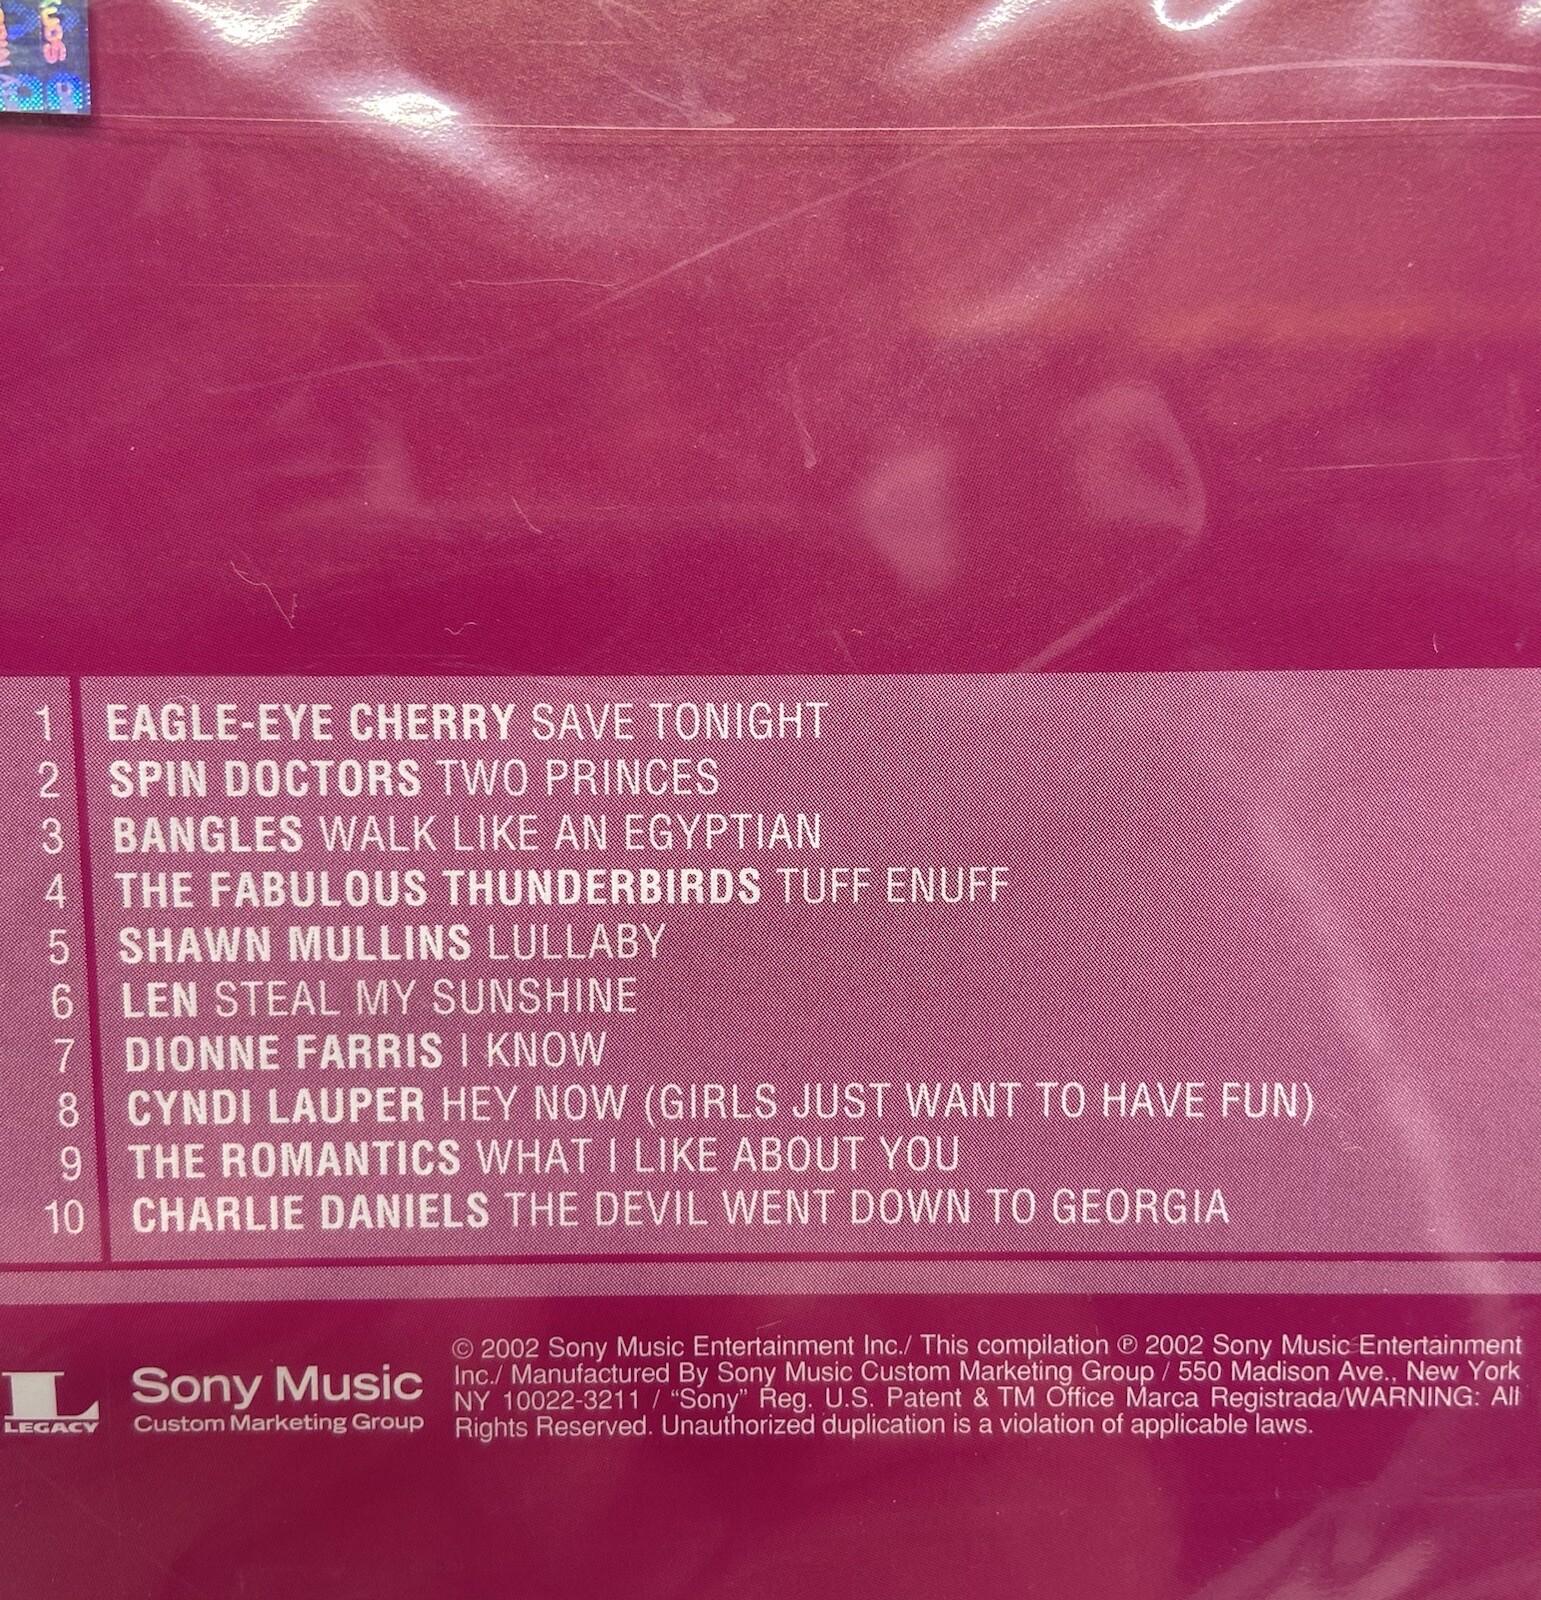 1 EAGLE-EYE CHERRY SAVE TONIGHT
2 SPIN DOCTORS TWO PRINCES
3 BANGLES WALK LIKE AN EGYPTIAN
4 THE FABULOUS THUNDERBIRDS TUFF ENUFF
5 SHAWN MULLINS LULLABY
6 LEN STEAL MY SUNSHINE
7 DIONNE FARRIS I KNOW
8 CYNDI LAUPER HEY NOW (GIRLS JUST WANT TO HAVE FUN)
9 THE ROMANTICS WHAT I LIKE ABOUT YOU
10 CHARLIE DANIELS THE DEVIL WENT DOWN TO GEORGIA
L
LEGACY
Sony Music
Custom Marketing Group
© 2002 Sony Music Entertainment Inc./ This compilation ℗ 2002 Sony Music Entertainment
Inc./ Manufactured By Sony Music Custom Marketing Group / 550 Madison Ave., New York
NY 10022-3211 / “Sony” Reg. U.S. Patent & TM Office Marca Registrada/WARNING: All
Rights Reserved. Unauthorized duplication is a violation of applicable laws.